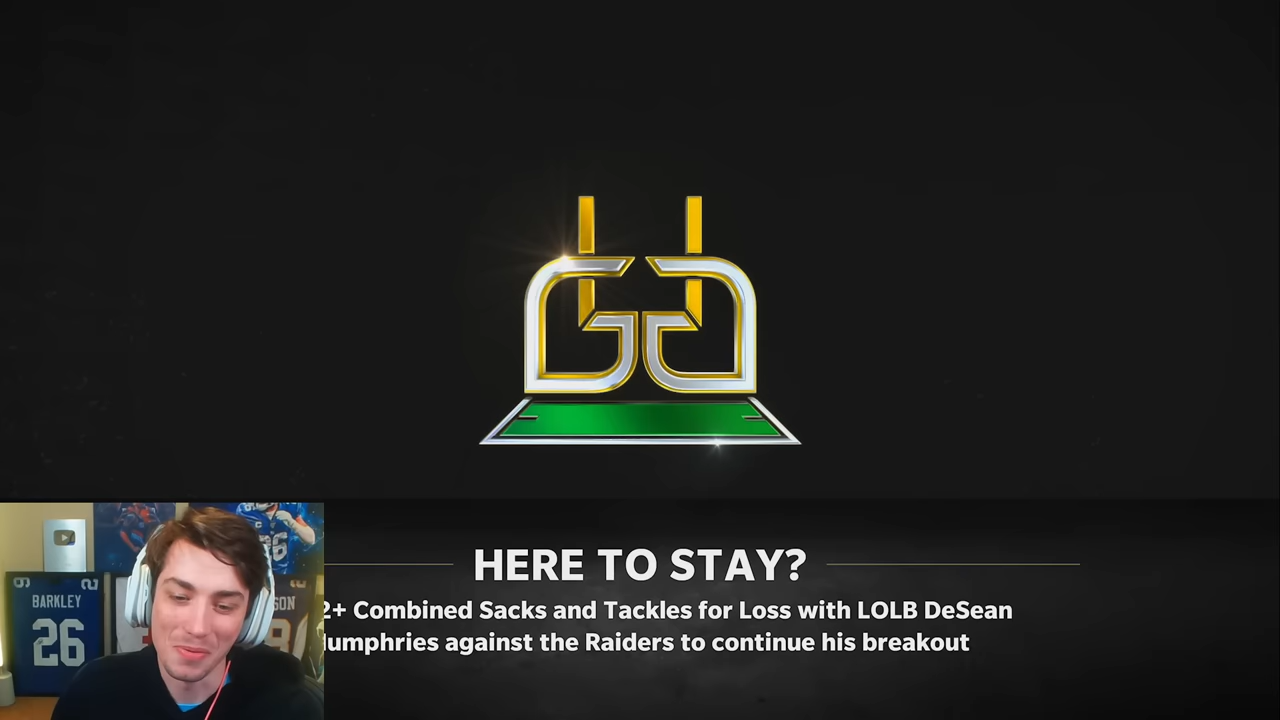 HERE TO STAY?
2+ Combined Sacks and Tackles for Loss with LOLB DeSean
umphries against the Raiders to continue his breakout
BARKLEY
26
SON